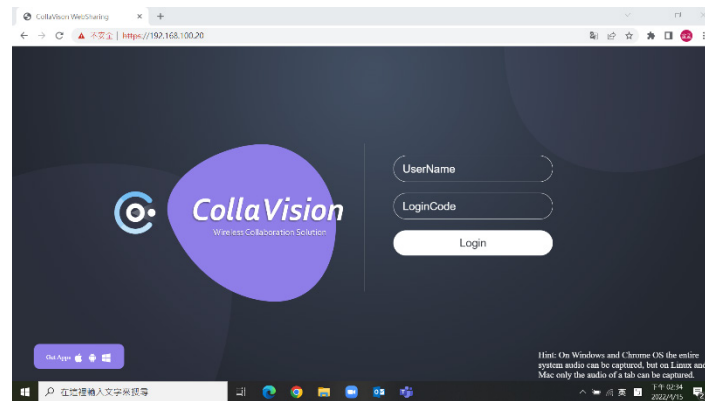 CollaVison WebSharing
不安全 | https://192.168.100.20
CollaVision
Wireless Collaboration Solution
UserName
LoginCode
Login
Get Apps
Hint: On Windows and Chrome OS the entire
system audio can be captured, but on Linux and
Mac only the audio of a tab can be captured.
在這裡輸入文字來搜尋
英
下午 02:34
2022/4/15